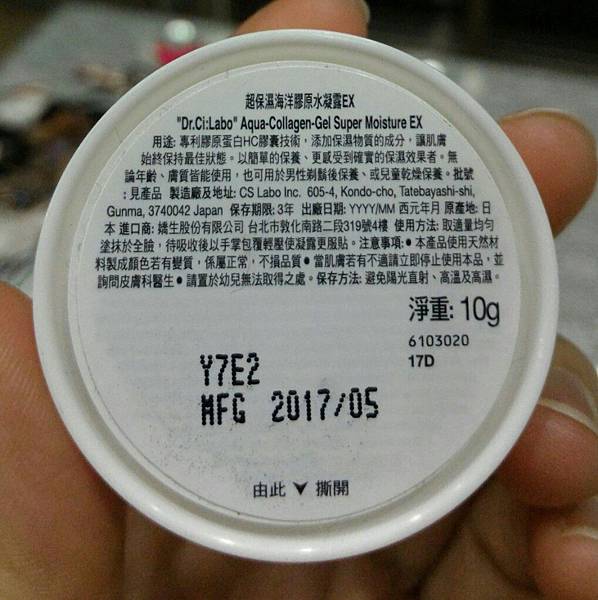 超保濕海洋膠原水凝露EX
"Dr.Ci:Labo" Aqua-Collagen-Gel Super Moisture EX
用途: 專利膠原蛋白HC膠囊技術，添加保濕物質的成分，讓肌膚
始終保持最佳狀態。以簡單的保養、更感受到確實的保濕效果者。無
論年齡、膚質皆能使用，也可用於男性剃鬍後保養、或兒童乾燥保養。批號
: 見產品 製造廠及地址: CS Labo Inc. 605-4, Kondo-cho, Tatebayashi-shi,
Gunma, 3740042 Japan 保存期限: 3年 出廠日期: YYYY/MM 西元年月 原產地: 日
本 進口商: 嬌生股份有限公司 台北市敦化南路二段319號4樓 使用方法: 取適量均勻
塗抹於全臉，待吸收後以手掌包覆輕壓使凝露更服貼。注意事項: ● 本產品使用天然材
料製成顏色若有變質，係屬正常，不損品質 ● 當肌膚若有不適請立即停止使用本品，並
詢問皮膚科醫生 ● 請置於幼兒無法取得之處。保存方法: 避免陽光直射、高溫及高濕。
淨重: 10g
6103020
17D
Y7E2
MFG 2017/05
由此 ▼ 撕開